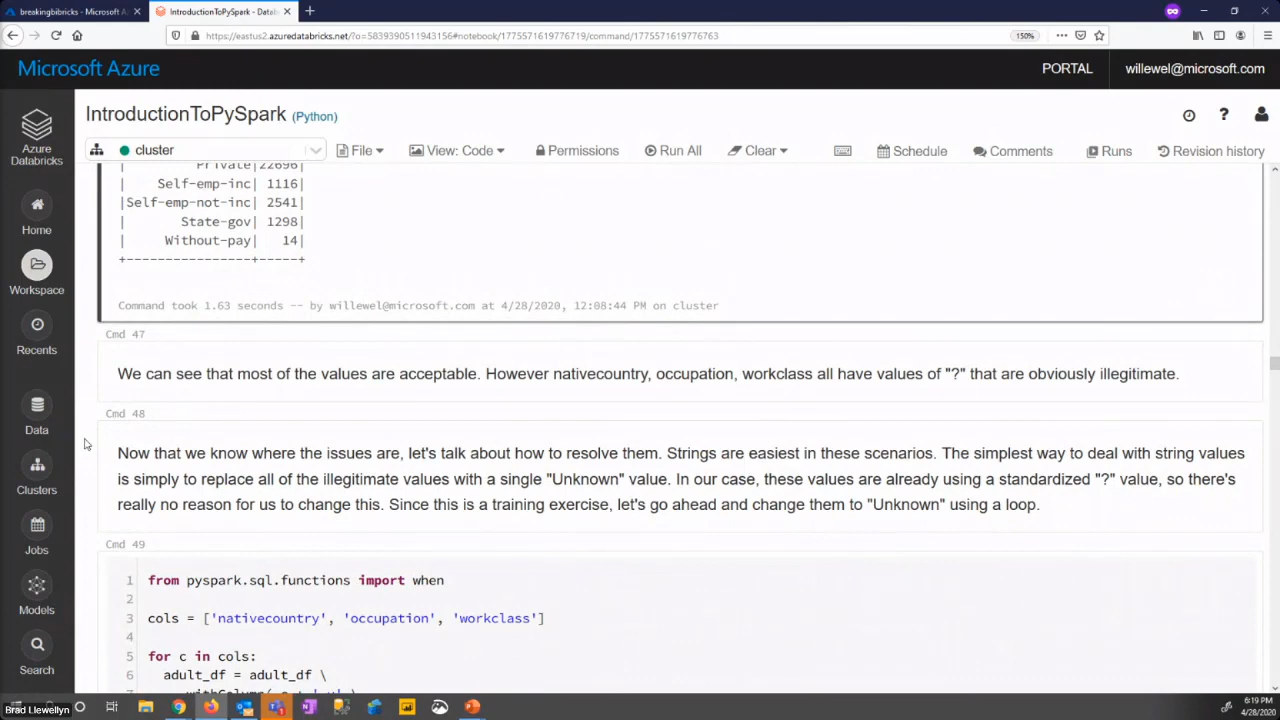 breakingbibricks - Microsoft A
IntroductionToPySpark - Datab
https://eastus2.azuredatabricks.net/?o=5839390511943156#notebook/1775571619776719/command/1775571619776763
150%
Microsoft Azure
PORTAL
willewel@microsoft.com
Azure
Databricks
Home
Workspace
Recents
Data
Clusters
Jobs
Models
Search
IntroductionToPySpark (Python)
cluster
File
View: Code
Permissions
Run All
Clear
Schedule
Comments
Runs
Revision history
| Private|22696|
| Self-emp-inc| 1116|
|Self-emp-not-inc| 2541|
| State-gov| 1298|
| Without-pay| 14|
+----------------+-----+
Command took 1.63 seconds -- by willewel@microsoft.com at 4/28/2020, 12:08:44 PM on cluster
Cmd 47
We can see that most of the values are acceptable. However nativecountry, occupation, workclass all have values of "?" that are obviously illegitimate.
Cmd 48
Now that we know where the issues are, let's talk about how to resolve them. Strings are easiest in these scenarios. The simplest way to deal with string values
is simply to replace all of the illegitimate values with a single "Unknown" value. In our case, these values are already using a standardized "?" value, so there's
really no reason for us to change this. Since this is a training exercise, let's go ahead and change them to "Unknown" using a loop.
Cmd 49
1 from pyspark.sql.functions import when
2
3 cols = ['nativecountry', 'occupation', 'workclass']
4
5 for c in cols:
6 adult_df = adult_df \
Brad Llewellyn
6:19 PM
4/28/2020